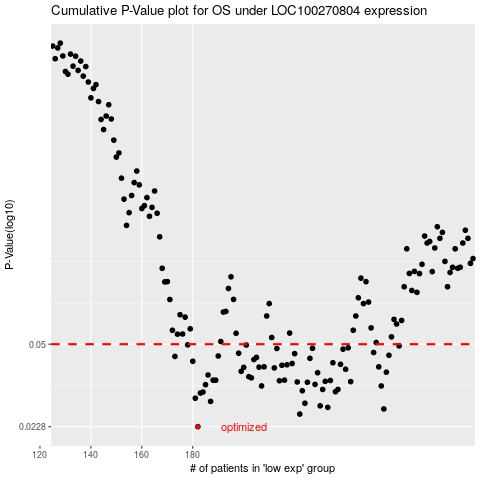 Cumulative P-Value plot for OS under LOC100270804 expression
P-Value(log10)
0.05
0.0228
optimized
120 140 160 180
# of patients in 'low exp' group